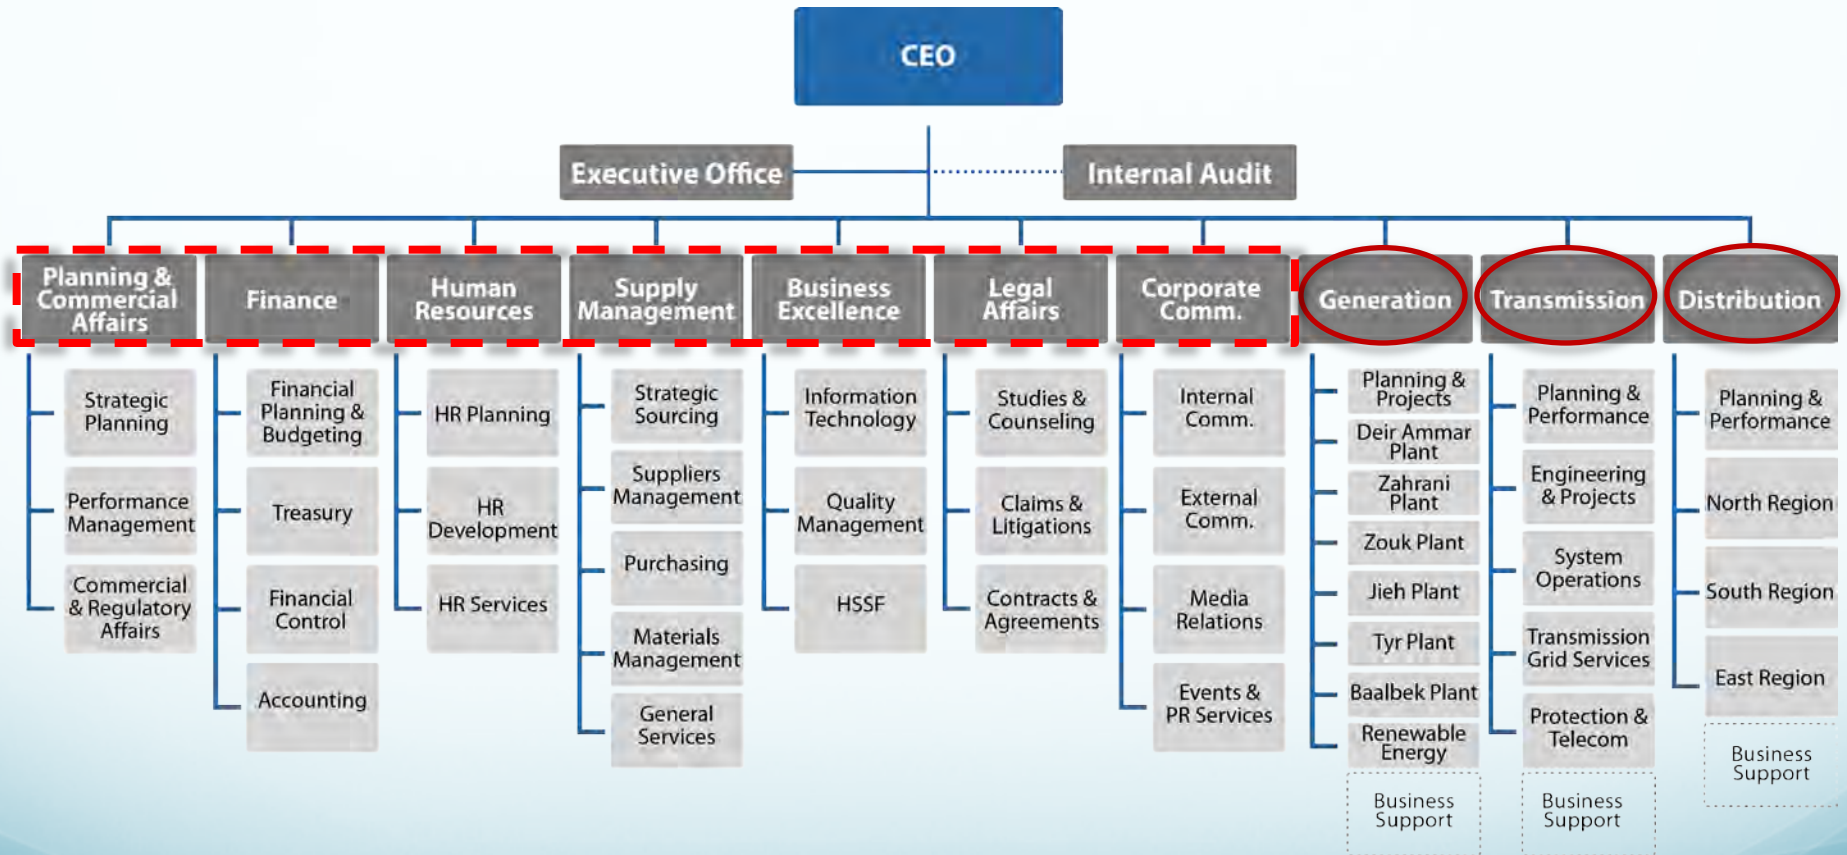 CEO
Executive Office
Internal Audit
Planning &
Commercial
Affairs
Finance
Human
Resources
Supply
Management
Business
Excellence
Legal
Affairs
Corporate
Comm.
Generation
Transmission
Distribution
Strategic
Planning
Performance
Management
Commercial
& Regulatory
Affairs
Financial
Planning &
Budgeting
Treasury
Financial
Control
Accounting
HR Planning
HR
Development
HR Services
Strategic
Sourcing
Suppliers
Management
Purchasing
Materials
Management
General
Services
Information
Technology
Quality
Management
HSSF
Studies &
Counseling
Claims &
Litigations
Contracts &
Agreements
Internal
Comm.
External
Comm.
Media
Relations
Events &
PR Services
Planning &
Projects
Deir Ammar
Plant
Zahrani
Plant
Zouk Plant
Jieh Plant
Tyr Plant
Baalbek Plant
Renewable
Energy
Business
Support
Planning &
Performance
Engineering
& Projects
System
Operations
Transmission
Grid Services
Protection &
Telecom
Business
Support
Planning &
Performance
North Region
South Region
East Region
Business
Support